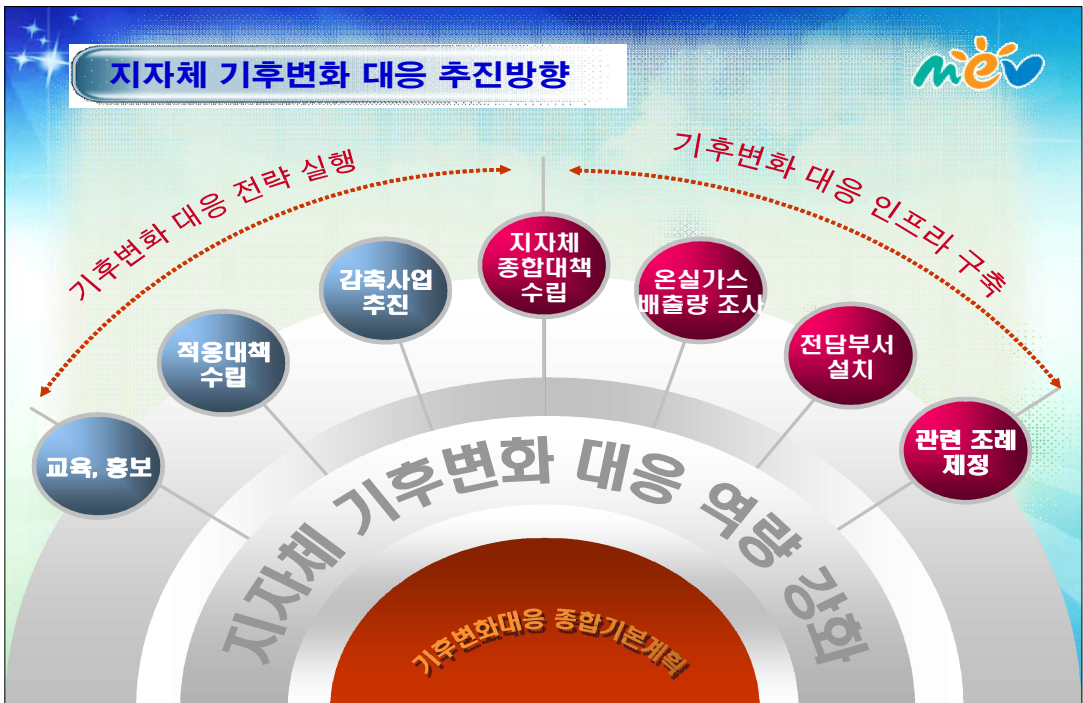 지자체 기후변화 대응 추진방향
mev
기후변화 대응 전략 실행
기후변화 대응 인프라 구축
교육, 홍보
적응대책
수립
감축사업
추진
지자체
종합대책
수립
온실가스
배출량 조사
전담부서
설치
관련 조례
제정
지자체 기후변화 대응 역량 강화
기후변화대응 종합기본계획